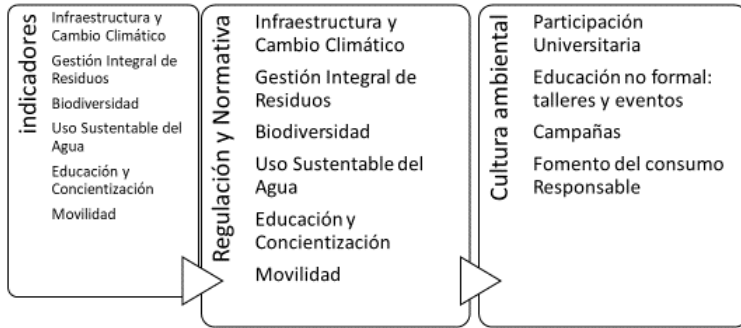 indicadores
Infraestructura y
Cambio Climático
Gestión Integral de
Residuos
Biodiversidad
Uso Sustentable del
Agua
Educación y
Concientización
Movilidad
Regulación y Normativa
Infraestructura y
Cambio Climático
Gestión Integral de
Residuos
Biodiversidad
Uso Sustentable del
Agua
Educación y
Concientización
Movilidad
Cultura ambiental
Participación
Universitaria
Educación no formal:
talleres y eventos
Campañas
Fomento del consumo
Responsable